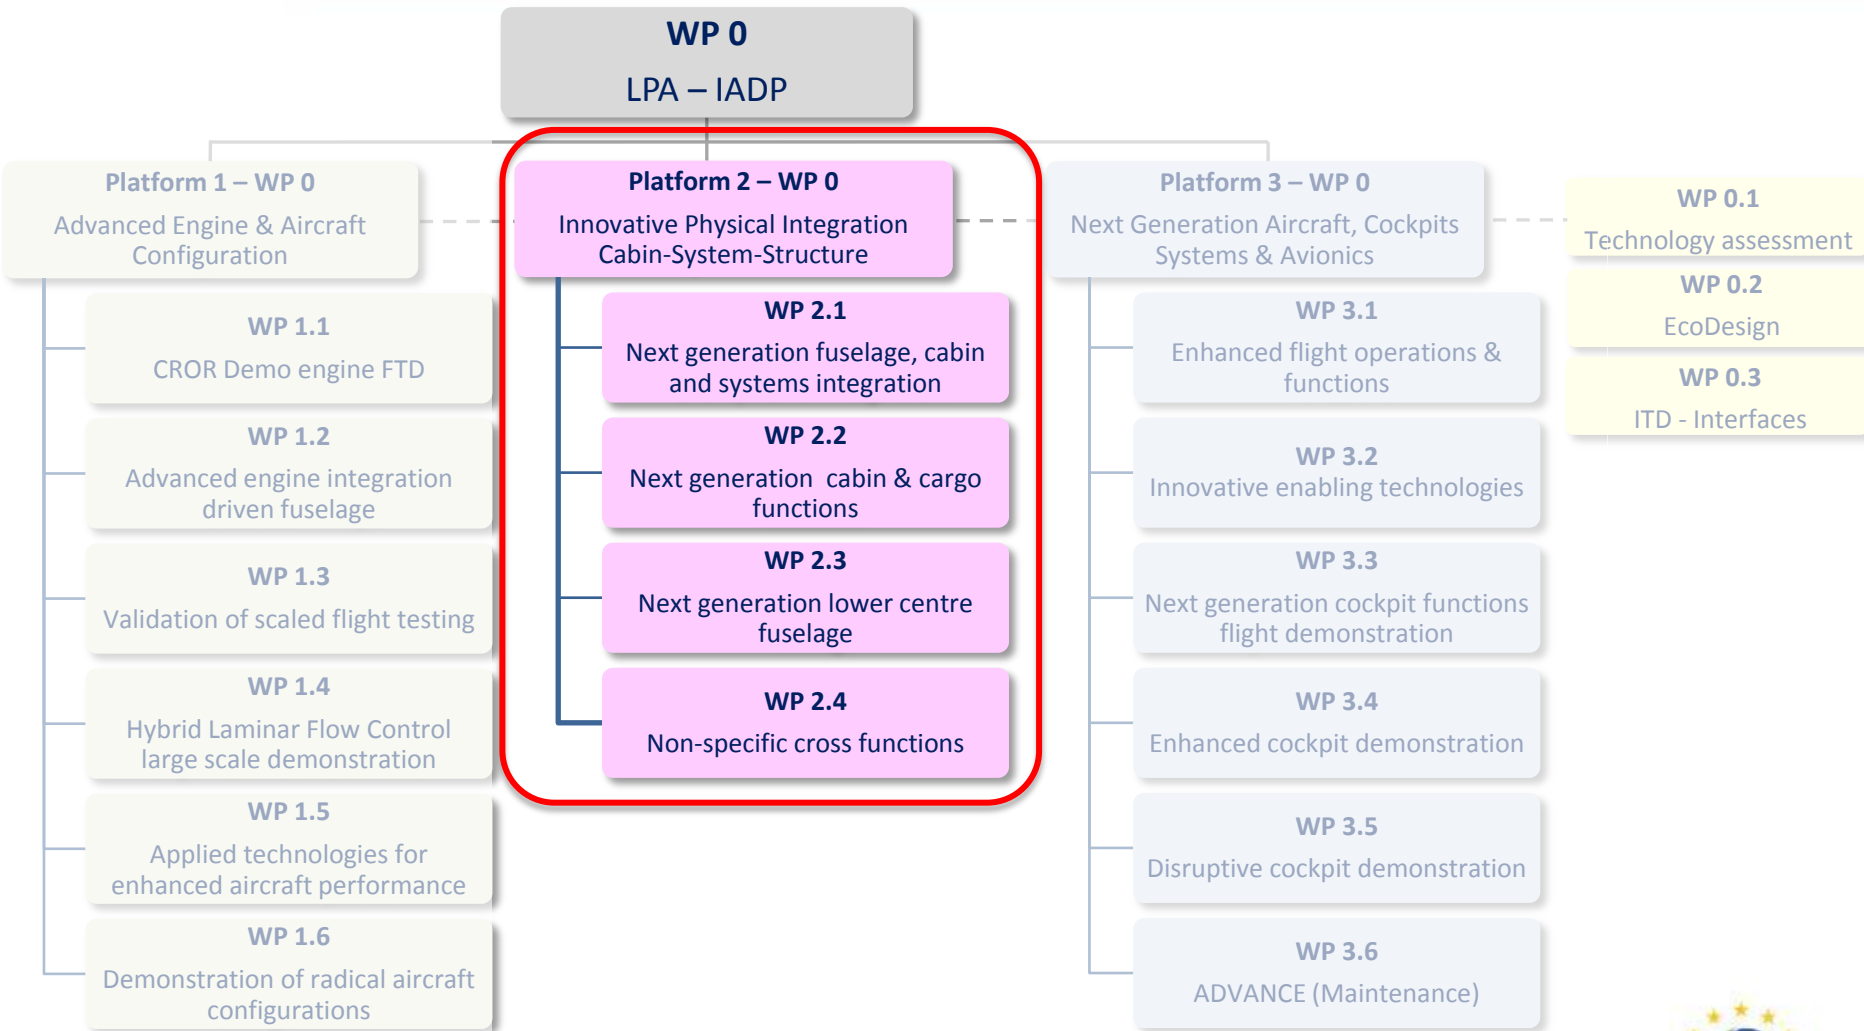 WP 0
LPA – IADP
Platform 1 – WP 0
Advanced Engine & Aircraft
Configuration
WP 1.1
CROR Demo engine FTD
WP 1.2
Advanced engine integration
driven fuselage
WP 1.3
Validation of scaled flight testing
WP 1.4
Hybrid Laminar Flow Control
large scale demonstration
WP 1.5
Applied technologies for
enhanced aircraft performance
WP 1.6
Demonstration of radical aircraft
configurations
Platform 2 – WP 0
Innovative Physical Integration
Cabin-System-Structure
WP 2.1
Next generation fuselage, cabin
and systems integration
WP 2.2
Next generation cabin & cargo
functions
WP 2.3
Next generation lower centre
fuselage
WP 2.4
Non-specific cross functions
Platform 3 – WP 0
Next Generation Aircraft, Cockpits
Systems & Avionics
WP 3.1
Enhanced flight operations &
functions
WP 3.2
Innovative enabling technologies
WP 3.3
Next generation cockpit functions
flight demonstration
WP 3.4
Enhanced cockpit demonstration
WP 3.5
Disruptive cockpit demonstration
WP 3.6
ADVANCE (Maintenance)
WP 0.1
Technology assessment
WP 0.2
EcoDesign
WP 0.3
ITD - Interfaces